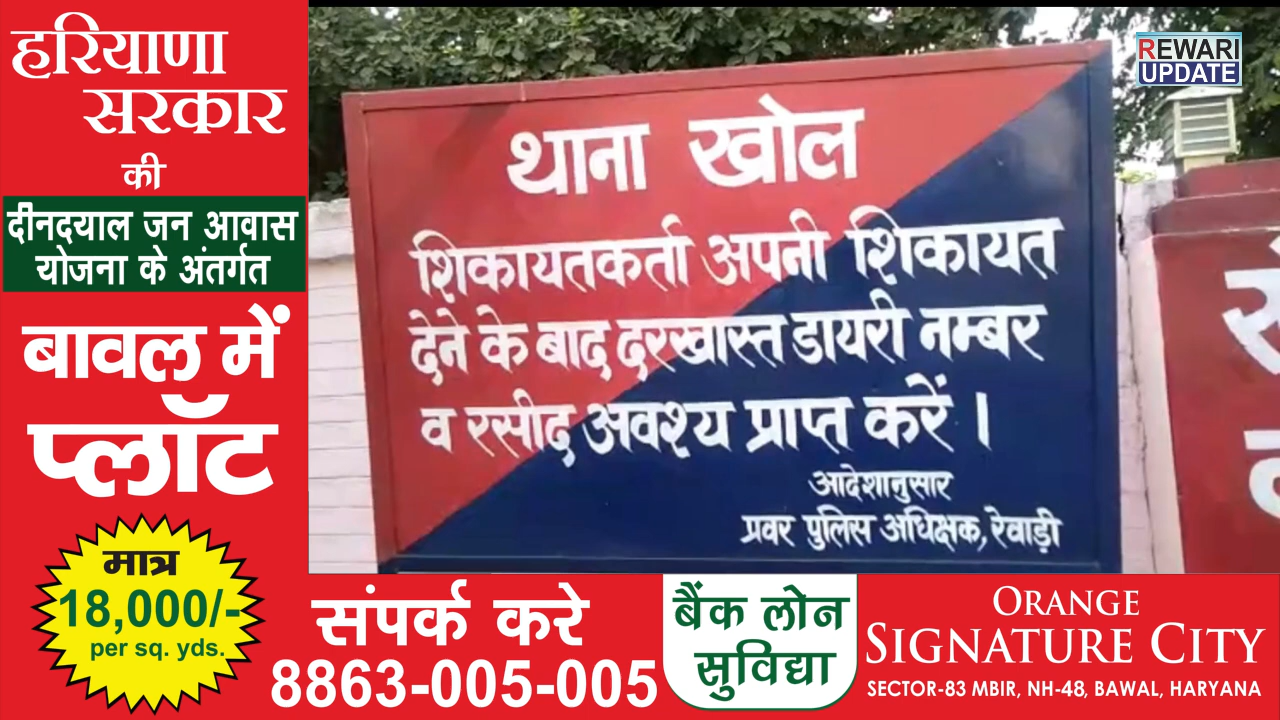 हरियाणा
सरकार
की
दीनदयाल जन आवास
योजना के अंतर्गत
बावल में
प्लॉट
मात्र
18,000/-
per sq. yds.
REWARI
UPDATE
थाना खोल
शिकायतकर्ता अपनी शिकायत
देने के बाद दरखास्त डायरी नम्बर
व रसीद अवश्य प्राप्त करें ।
आदेशानुसार
प्रवर पुलिस अधिक्षक, रेवाड़ी
संपर्क करे
8863-005-005
बैंक लोन
सुविद्या
ORANGE
SIGNATURE CITY
SECTOR-83 MBIR, NH-48, BAWAL, HARYANA